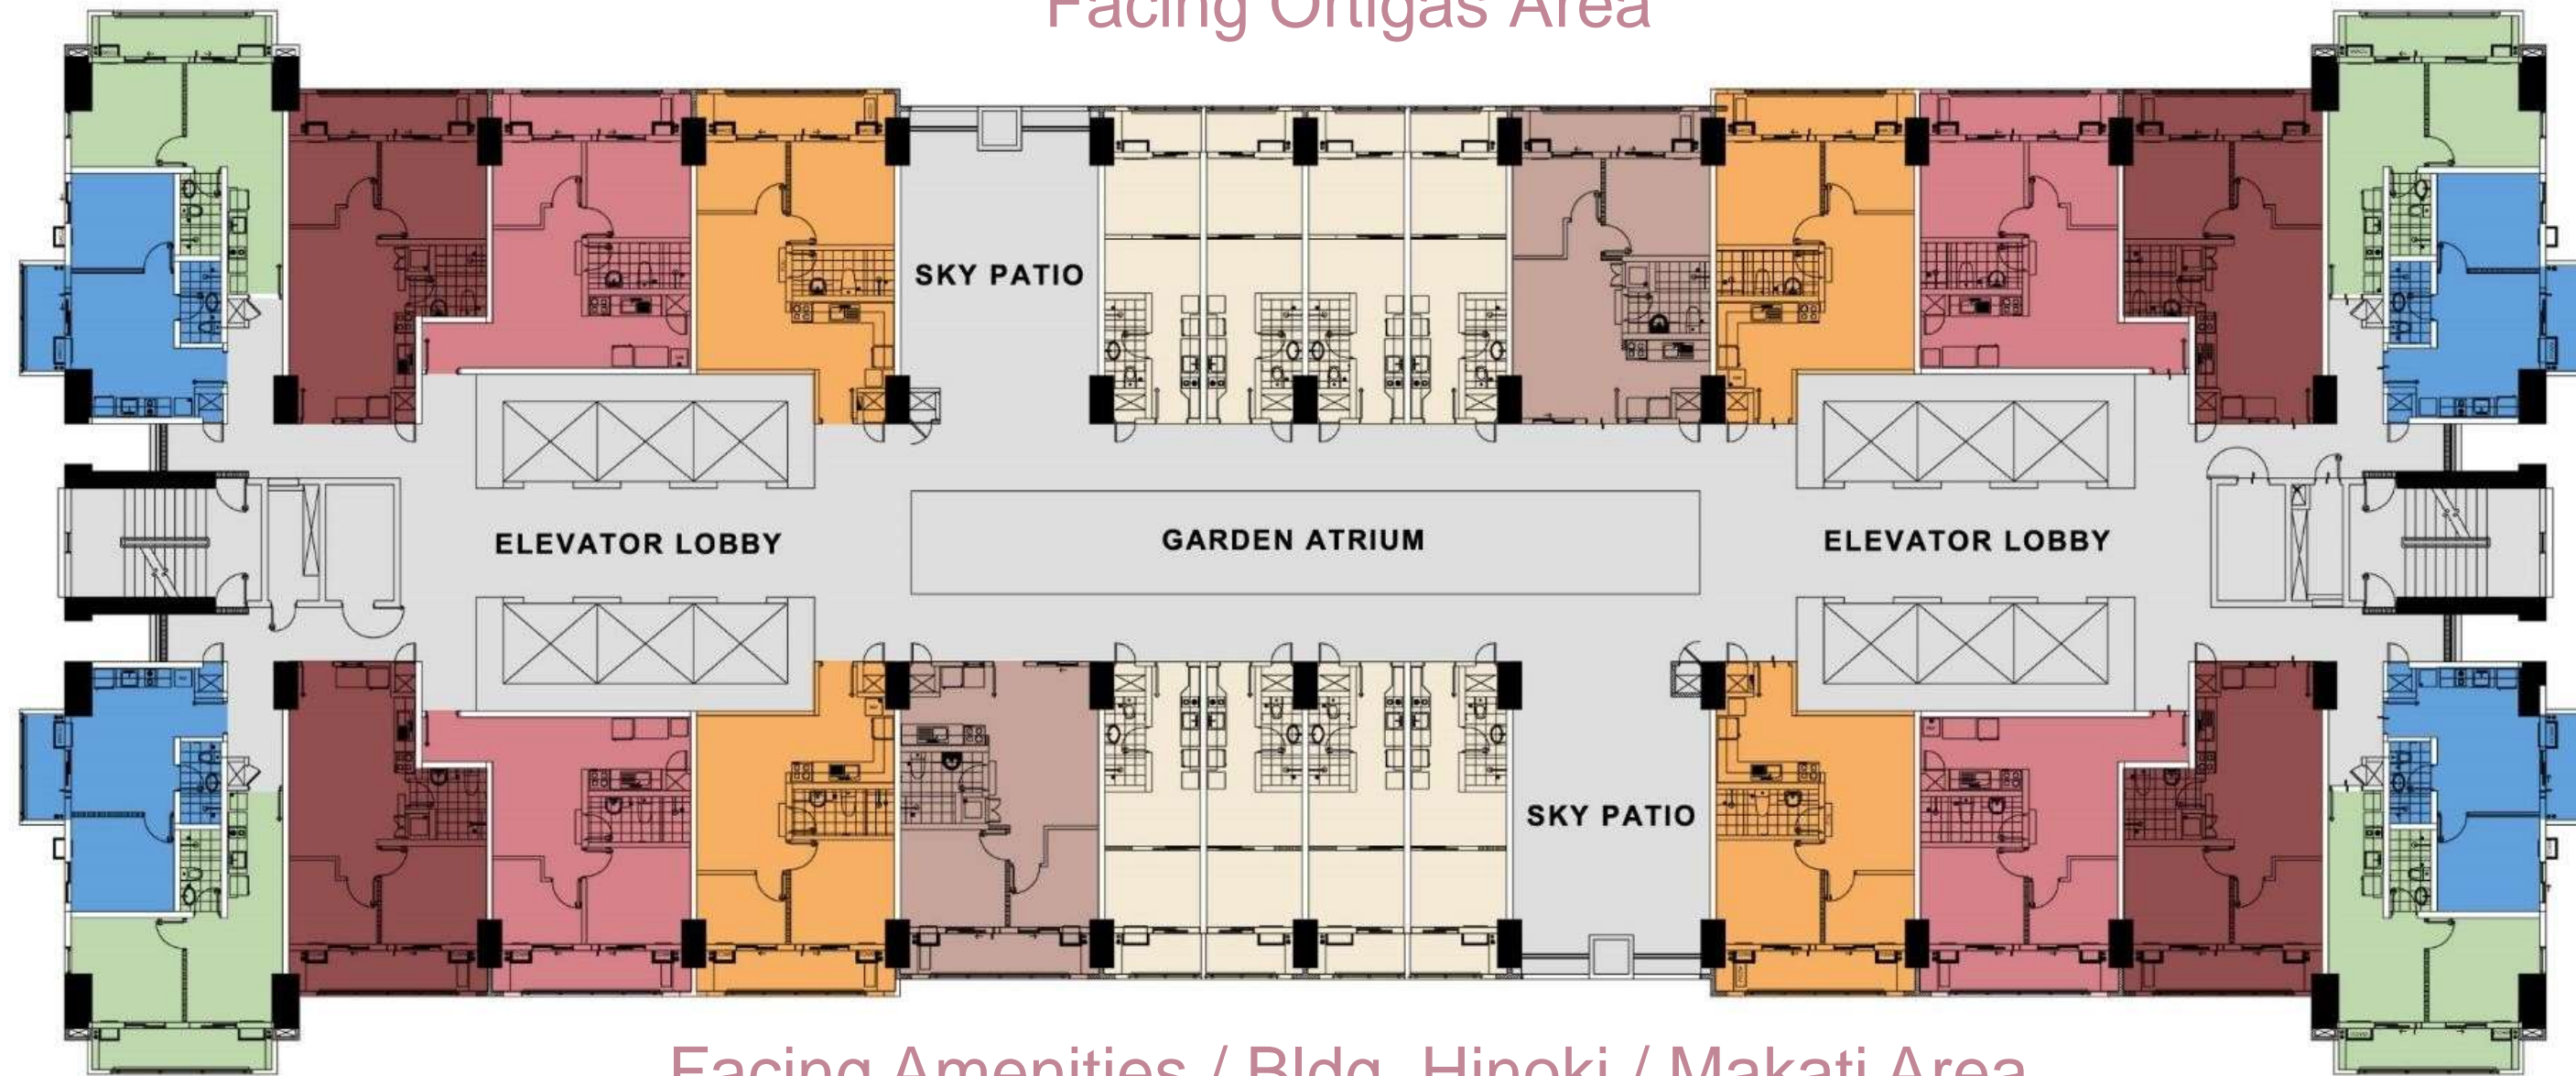 Facing Ortigas Area
SKY PATIO
ELEVATOR LOBBY
GARDEN ATRIUM
ELEVATOR LOBBY
SKY PATIO
Facing Amenities / Bldg. Hinoki / Makati Area